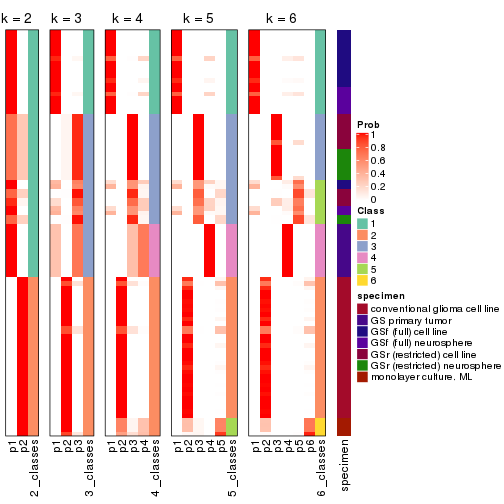 k = 2 k = 3 k = 4 k = 5 k = 6
Prob
1
0.8
0.6
0.4
0.2
0
Class
1
2
3
4
5
6
specimen
conventional glioma cell line
GS primary tumor
GSf (full) cell line
GSf (full) neurosphere
GSr (restricted) cell line
GSr (restricted) neurosphere
monolayer culture. ML
p1 p2 2_classes p1 p2 p3 3_classes p1 p2 p3 p4 4_classes p1 p2 p3 p4 p5 5_classes p1 p2 p3 p4 p5 p6 6_classes specimen